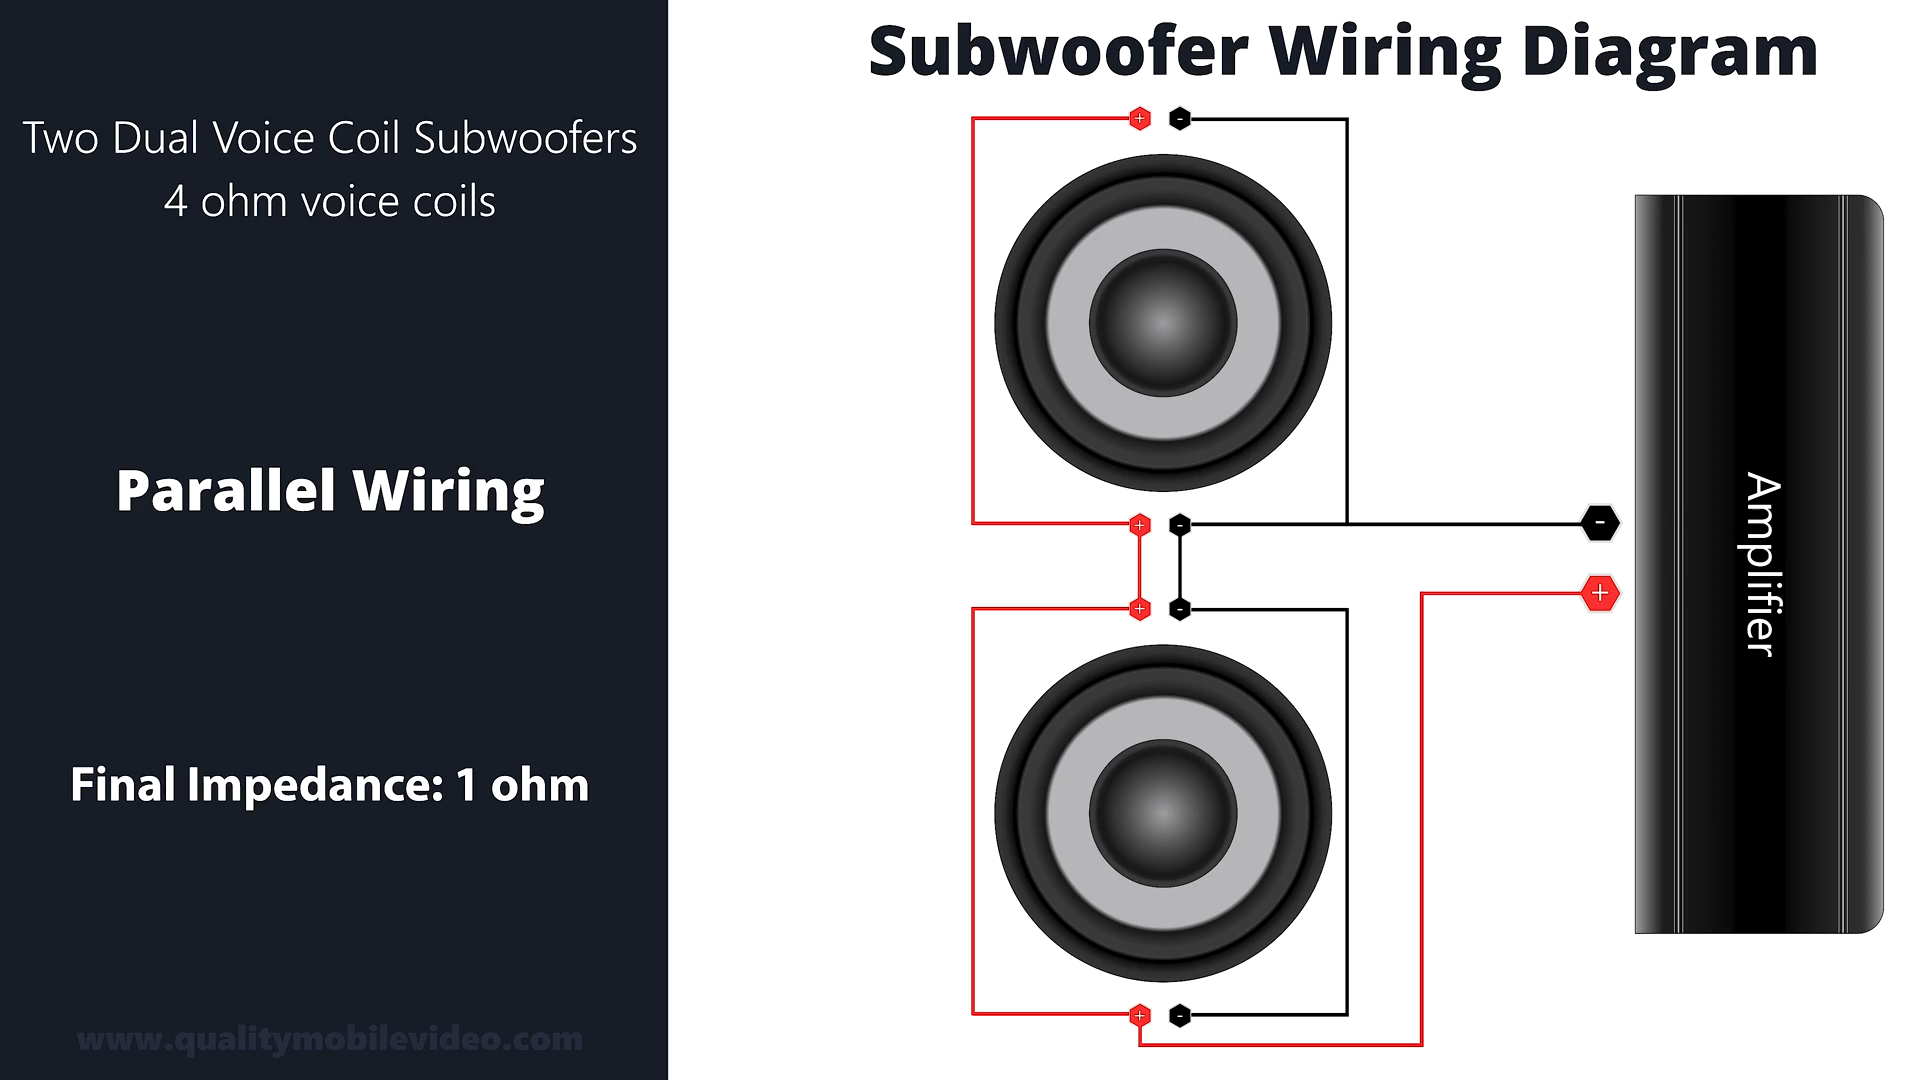 Subwoofer Wiring Diagram
Two Dual Voice Coil Subwoofers
4 ohm voice coils
Parallel Wiring
Final Impedance: 1 ohm
www.qualitymobilevideo.com
+ -
+ -
+ -
+ -
-
+
Amplifier